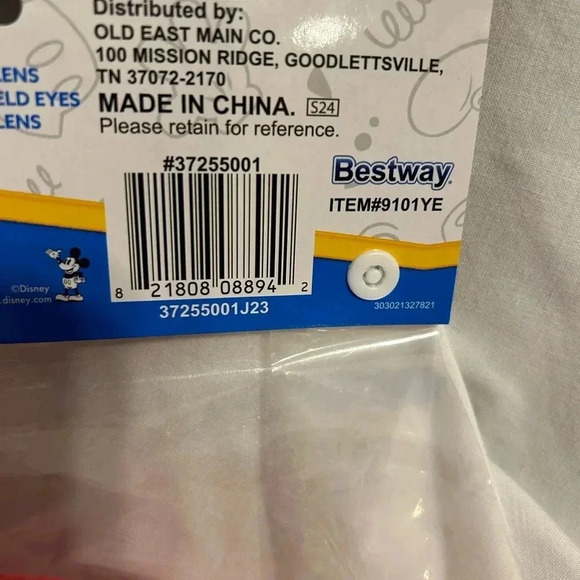 Distributed by:
OLD EAST MAIN CO.
100 MISSION RIDGE, GOODLETTSVILLE,
TN 37072-2170
LENS
ELD EYES
LENS
MADE IN CHINA. S24
Please retain for reference.
#37255001
Bestway
ITEM#9101YE
8 21808 08894 2
37255001J23
©Disney
.disney.com
303021327821